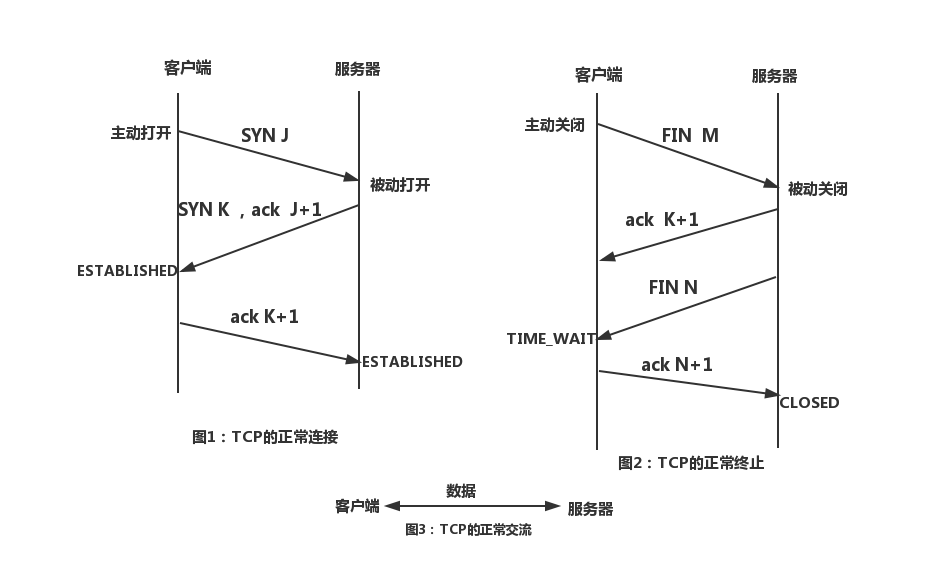 客户端
服务器
主动打开
SYN J
被动打开
SYN K ，ack J+1
ESTABLISHED
ack K+1
ESTABLISHED
图1：TCP的正常连接
客户端
服务器
主动关闭
FIN M
被动关闭
ack K+1
FIN N
TIME_WAIT
ack N+1
CLOSED
图2：TCP的正常终止
数据
客户端
服务器
图3：TCP的正常交流